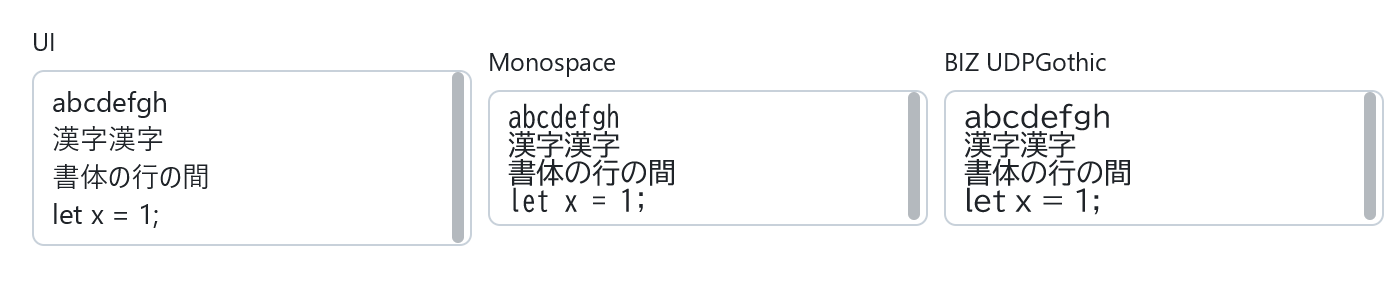 UI
abcdefgh
漢字漢字
書体の行の間
let x = 1;
Monospace
abcdefgh
漢字漢字
書体の行の間
let x = 1;
BIZ UDPGothic
abcdefgh
漢字漢字
書体の行の間
let x = 1;